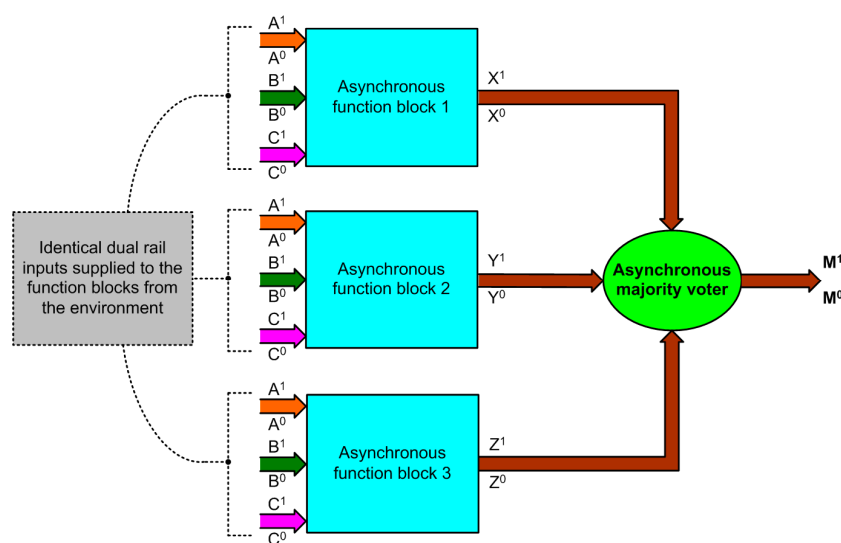 A¹
A⁰
B¹
B⁰
C¹
C⁰
Asynchronous
function block 1
X¹
X⁰
Identical dual rail
inputs supplied to the
function blocks from
the environment
A¹
A⁰
B¹
B⁰
C¹
C⁰
Asynchronous
function block 2
Y¹
Y⁰
Asynchronous
majority voter
M¹
M⁰
A¹
A⁰
B¹
B⁰
C¹
C⁰
Asynchronous
function block 3
Z¹
Z⁰